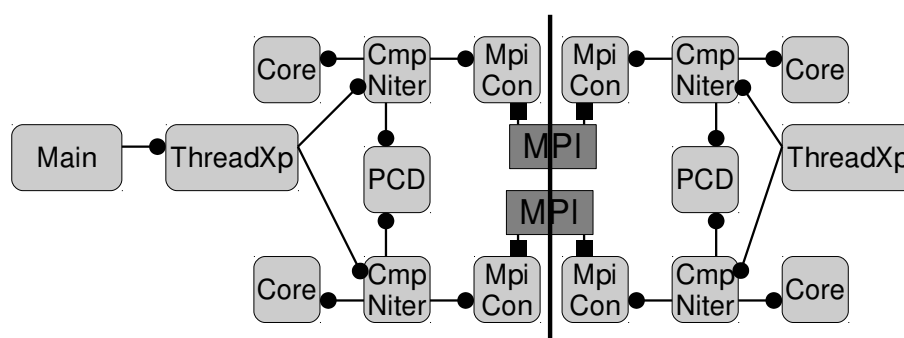 Core
Cmp
Niter
Mpi
Con
Mpi
Con
Cmp
Niter
Core
Main
ThreadXp
PCD
MPI
PCD
ThreadXp
MPI
Core
Cmp
Niter
Mpi
Con
Mpi
Con
Cmp
Niter
Core